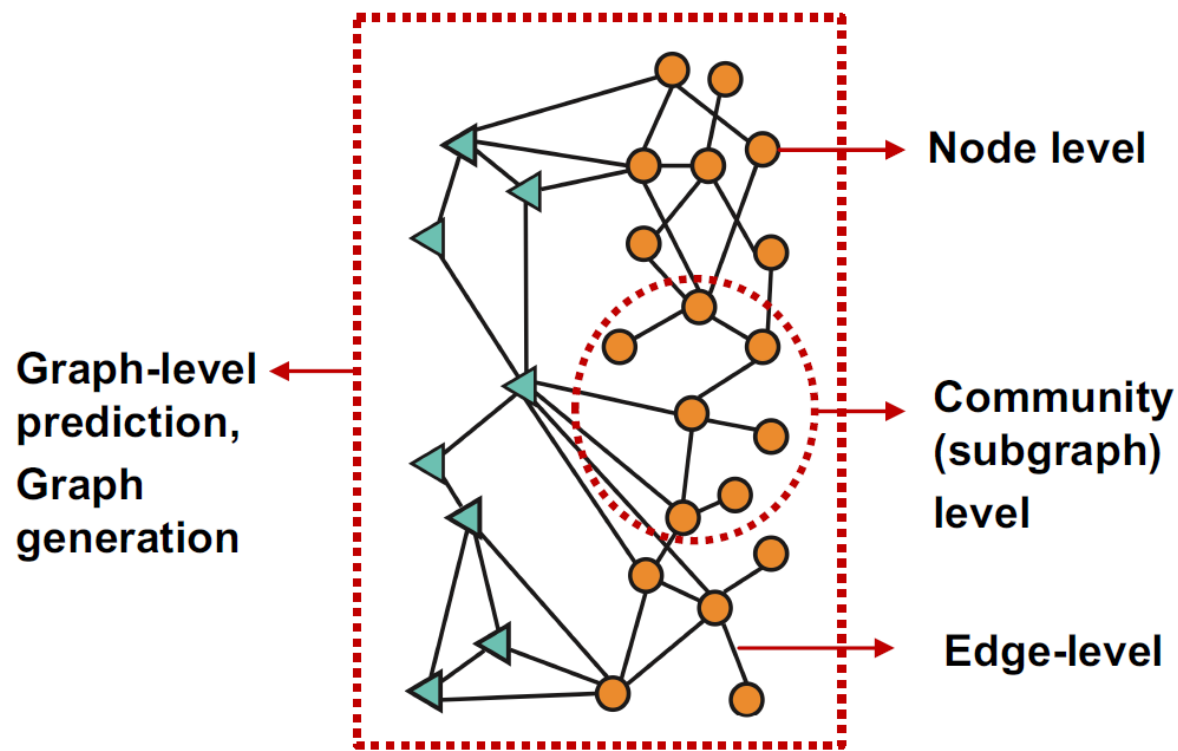 Node level
Graph-level
prediction,
Graph
generation
Community
(subgraph)
level
Edge-level